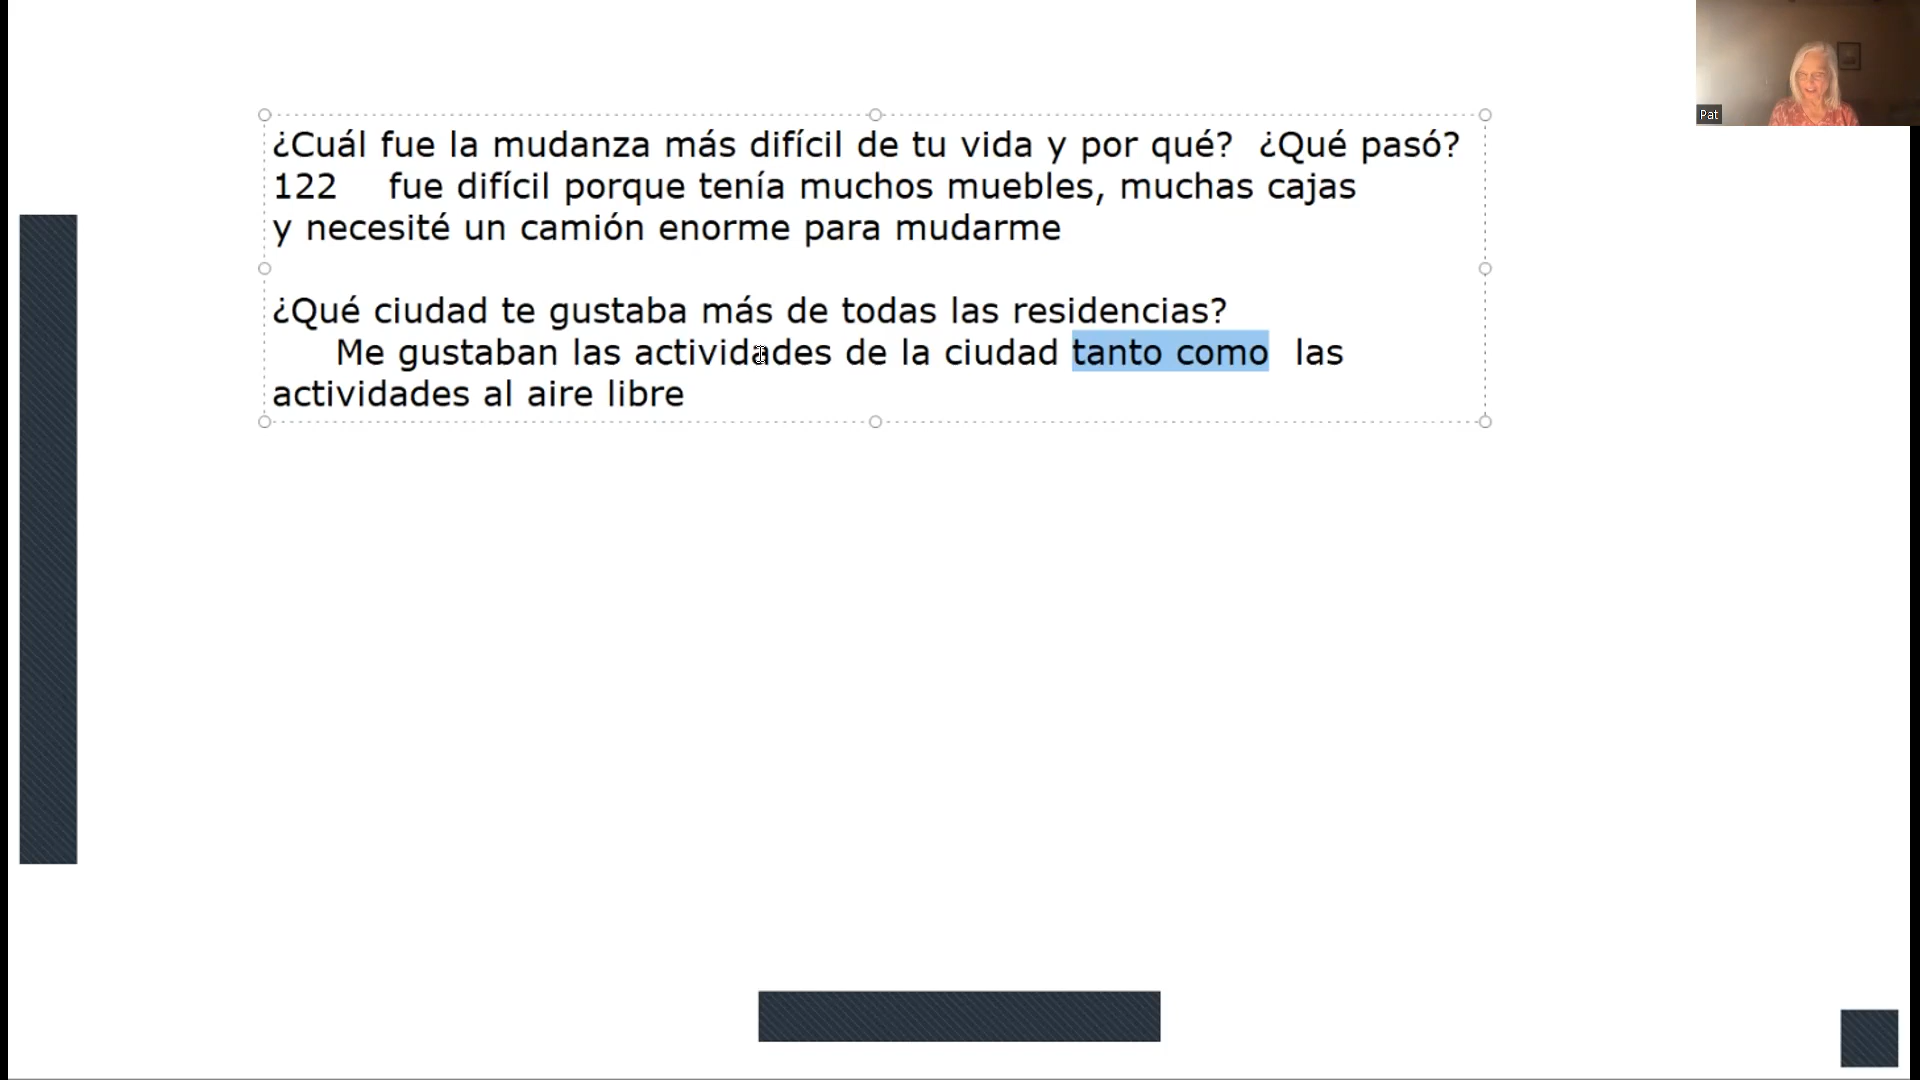 ¿Cuál fue la mudanza más difícil de tu vida y por qué?  ¿Qué pasó?
122    fue difícil porque tenía muchos muebles, muchas cajas
y necesité un camión enorme para mudarme
¿Qué ciudad te gustaba más de todas las residencias?
Me gustaban las actividades de la ciudad tanto como  las
actividades al aire libre
Pat